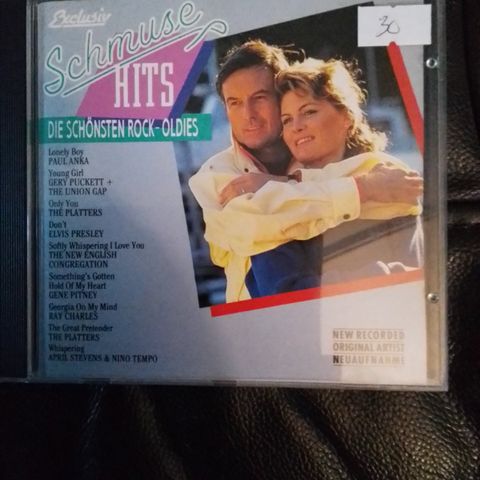 Exclusiv
Schmuse
HITS
DIE SCHÖNSTEN ROCK-OLDIES
30
Lonely Boy
PAUL ANKA
Young Girl
GERY PUCKETT +
THE UNION GAP
Only You
THE PLATTERS
Don't
ELVIS PRESLEY
Softly Whispering I Love You
THE NEW ENGLISH
CONGREGATION
Something's Gotten
Hold Of My Heart
GENE PITNEY
Georgia On My Mind
RAY CHARLES
The Great Pretender
THE PLATTERS
Whispering
APRIL STEVENS & NINO TEMPO
NEW RECORDED
ORIGINAL ARTIST
NEUAUFNAHME